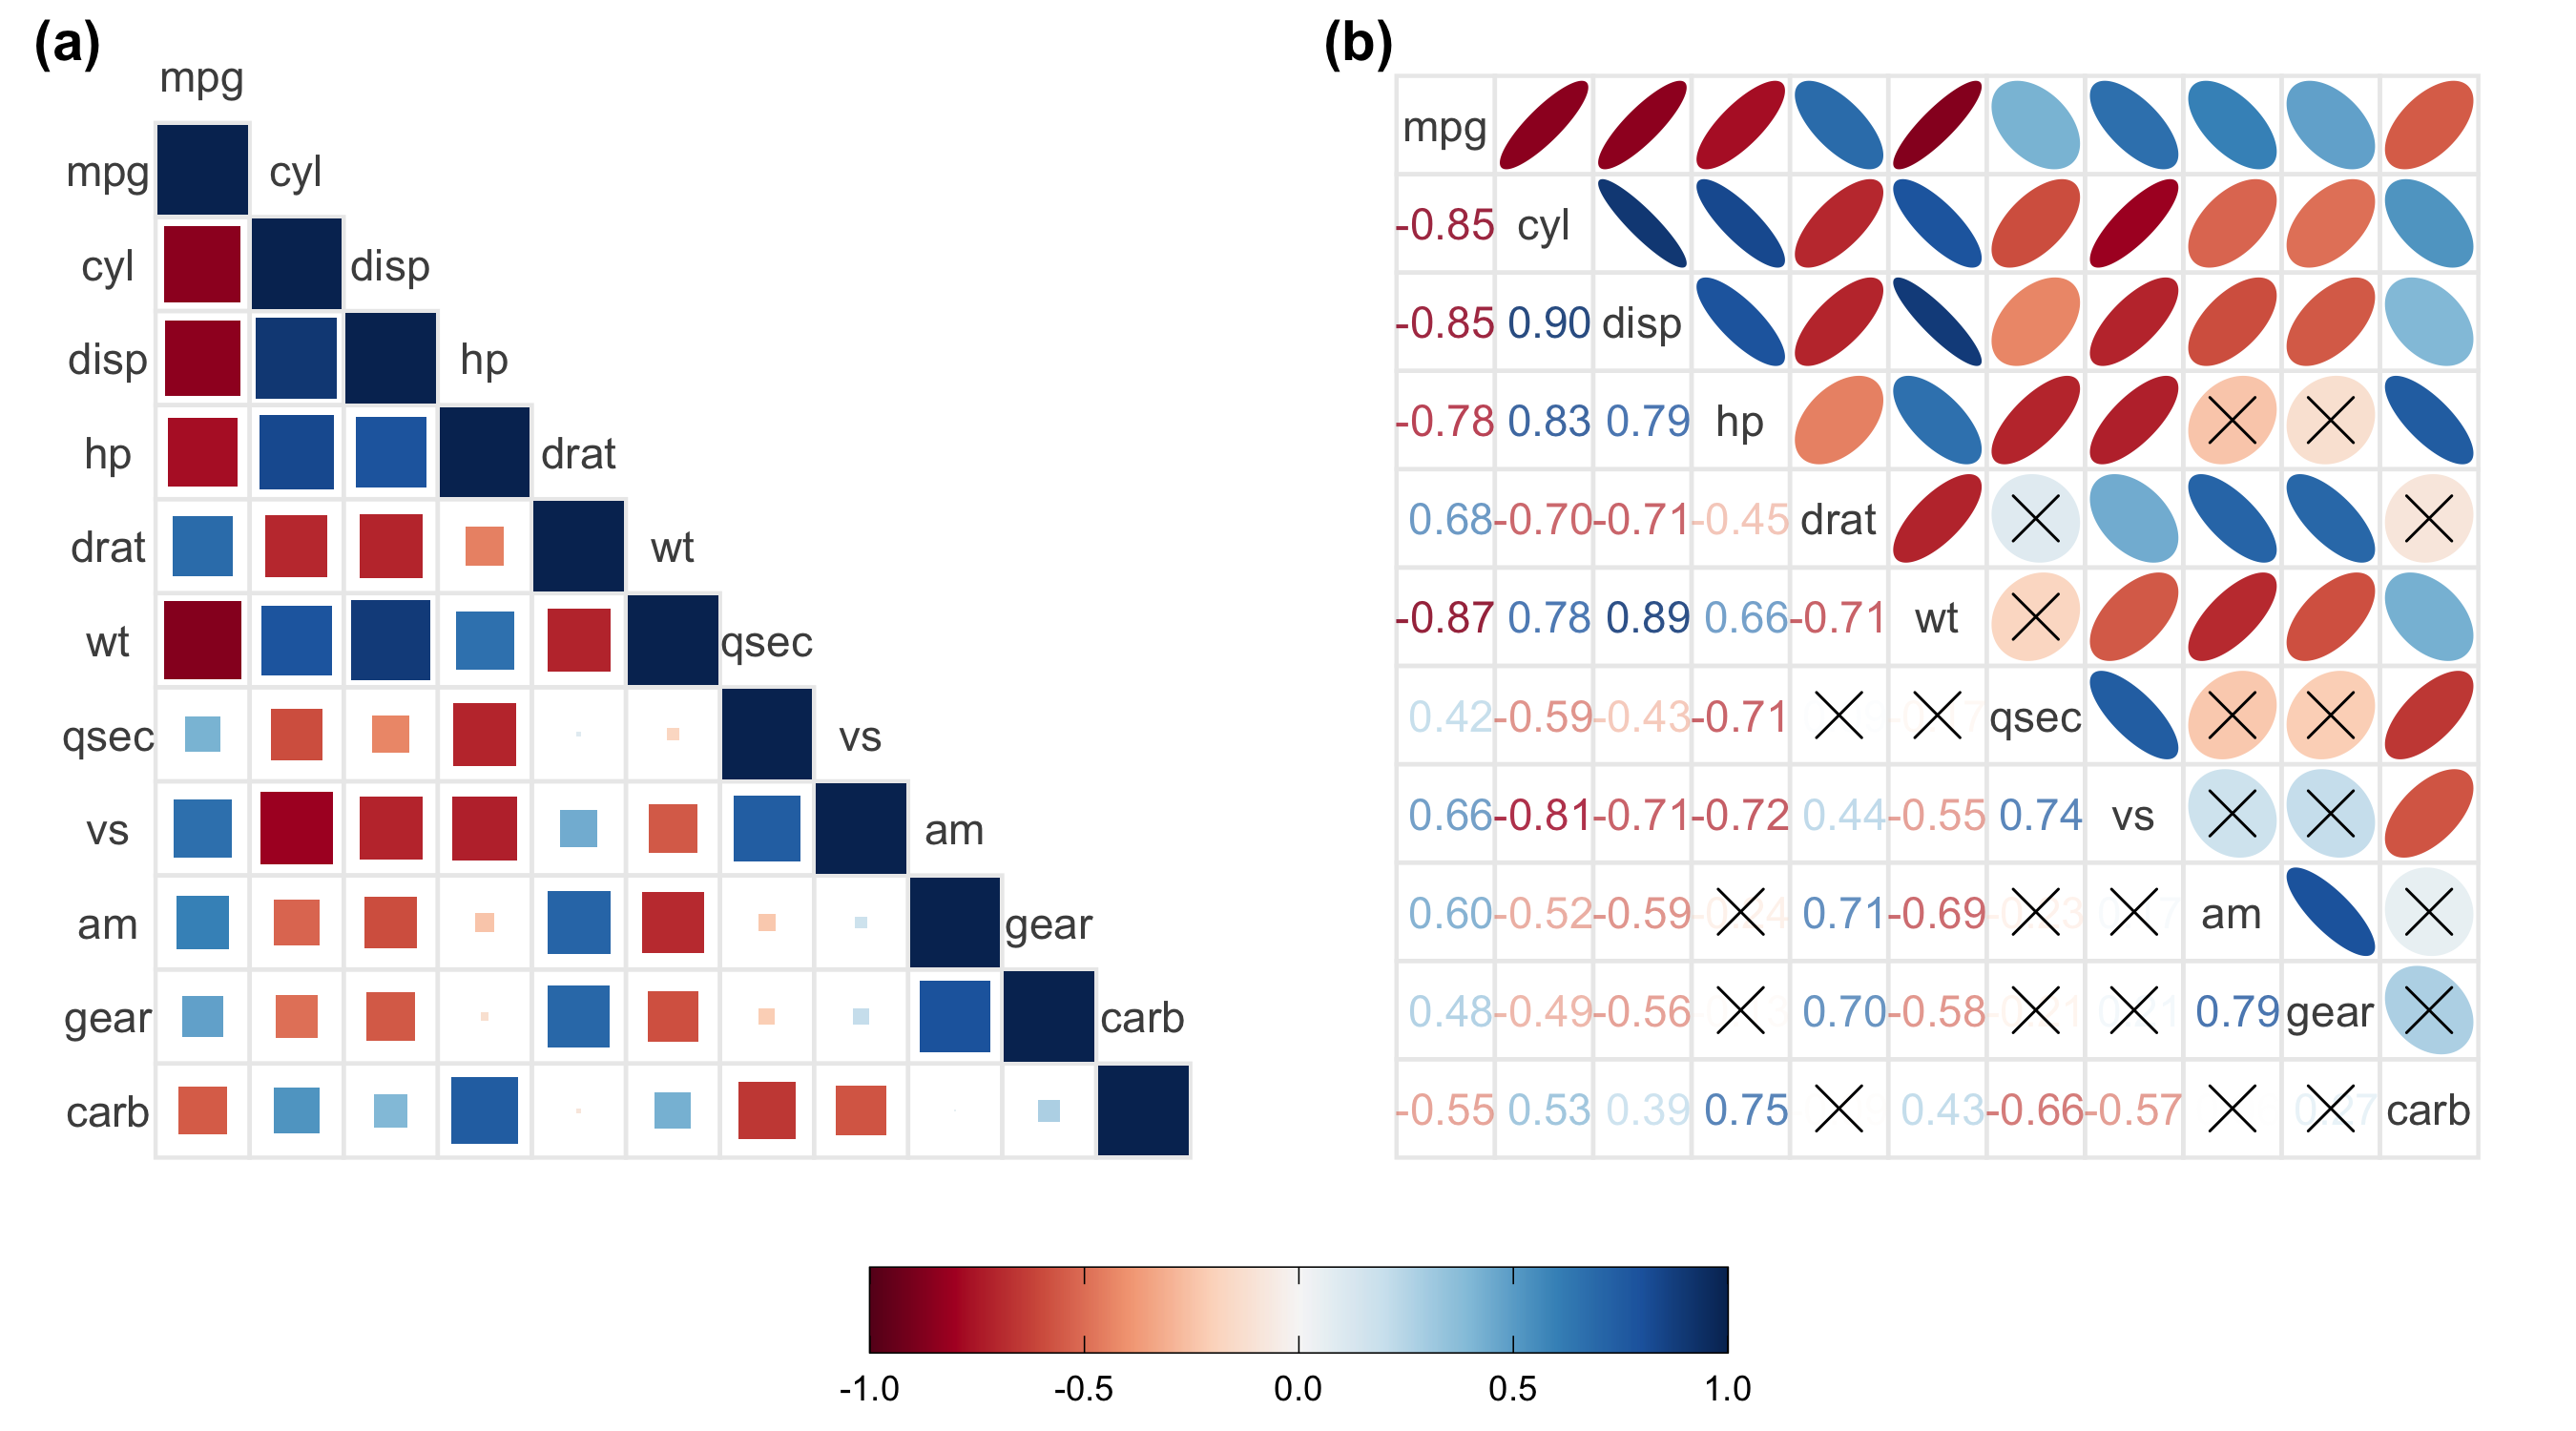 (a)
mpg
mpg cyl
cyl disp
disp hp
hp drat
drat wt
wt qsec
qsec vs
vs am
am gear
gear carb
carb
(b)
mpg
-0.85 cyl
-0.85 0.90 disp
-0.78 0.83 0.79 hp
0.68 -0.70 -0.71 -0.45 drat
-0.87 0.78 0.89 0.66 -0.71 wt
0.42 -0.59 -0.43 -0.71 qsec
0.66 -0.81 -0.71 -0.72 0.44 -0.55 0.74 vs
0.60 -0.52 -0.59 0.71 -0.69 am
0.48 -0.49 -0.56 0.70 -0.58 0.79 gear
-0.55 0.53 0.39 0.75 0.43 -0.66 -0.57 carb
-1.0 -0.5 0.0 0.5 1.0